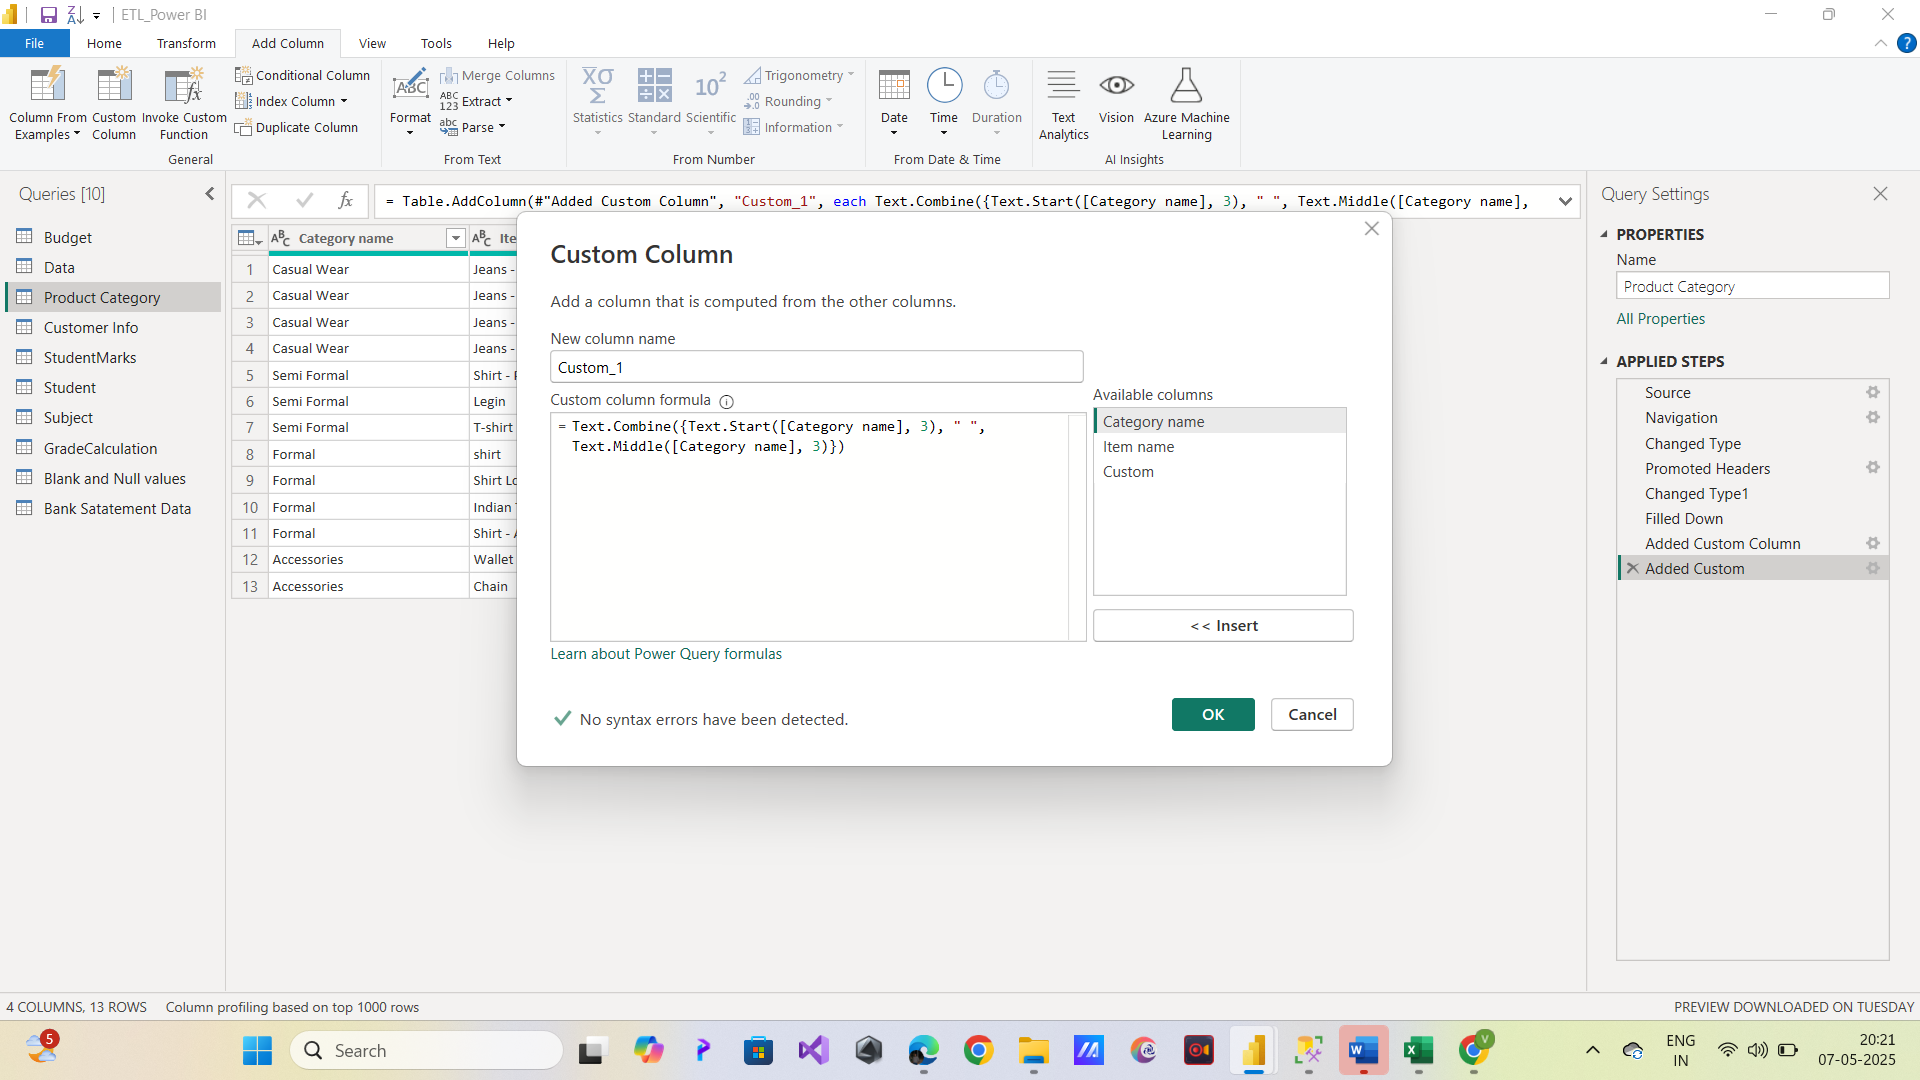 ETL_Power BI
File
Home
Transform
Add Column
View
Tools
Help
Column From
Examples
Custom
Column
Invoke Custom
Function
Conditional Column
Index Column
Duplicate Column
General
Format
Merge Columns
Extract
Parse
From Text
Statistics
Standard
Scientific
Trigonometry
Rounding
Information
From Number
Date
Time
Duration
From Date & Time
Text
Analytics
Vision
Azure Machine
Learning
AI Insights
Queries [10]
Budget
Data
Product Category
Customer Info
StudentMarks
Student
Subject
GradeCalculation
Blank and Null values
Bank Satatement Data
= Table.AddColumn(#"Added Custom Column", "Custom_1", each Text.Combine({Text.Start([Category name], 3), " ", Text.Middle([Category name],
Category name Ite
1 Casual Wear Jeans -
2 Casual Wear Jeans -
3 Casual Wear Jeans -
4 Casual Wear Jeans -
5 Semi Formal Shirt -
6 Semi Formal Legin
7 Semi Formal T-shirt
8 Formal shirt
9 Formal Shirt Lo
10 Formal Indian
11 Formal Shirt -
12 Accessories Wallet
13 Accessories Chain
Custom Column
Add a column that is computed from the other columns.
New column name
Custom_1
Custom column formula
= Text.Combine({Text.Start([Category name], 3), " ",
Text.Middle([Category name], 3)})
Available columns
Category name
Item name
Custom
<< Insert
Learn about Power Query formulas
No syntax errors have been detected.
OK
Cancel
Query Settings
PROPERTIES
Name
Product Category
All Properties
APPLIED STEPS
Source
Navigation
Changed Type
Promoted Headers
Changed Type1
Filled Down
Added Custom Column
Added Custom
4 COLUMNS, 13 ROWS
Column profiling based on top 1000 rows
PREVIEW DOWNLOADED ON TUESDAY
5
Search
ENG
IN
20:21
07-05-2025